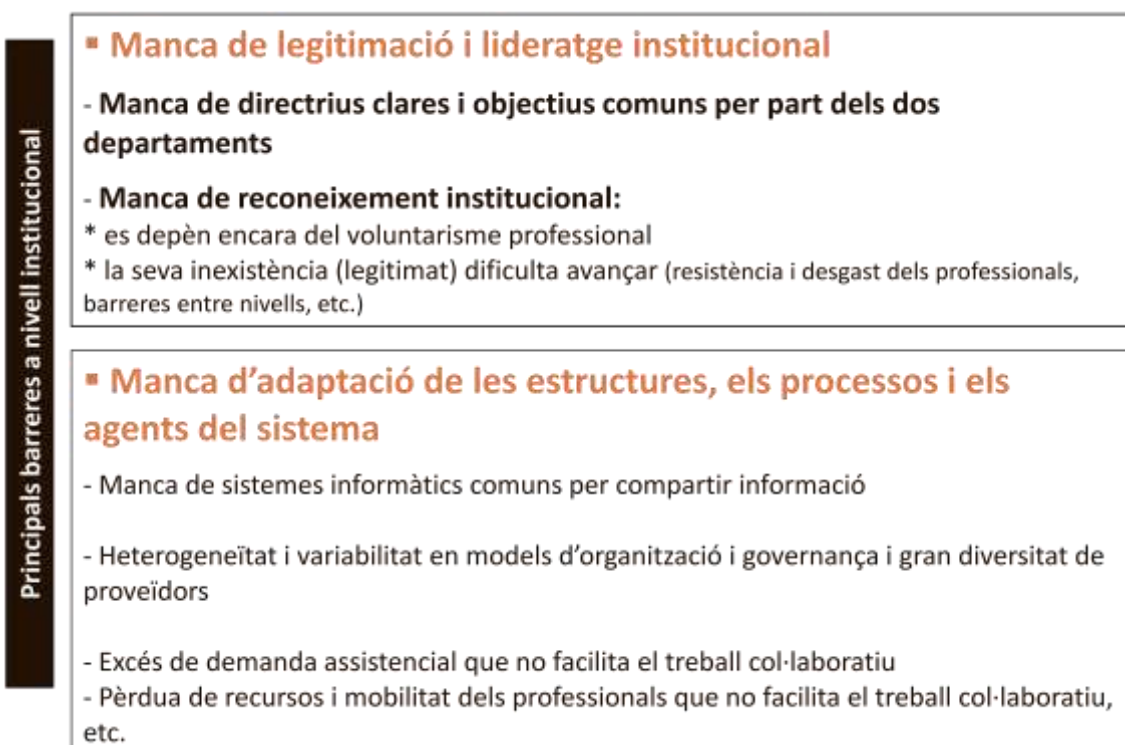 Principals barreres a nivell institucional
▪ Manca de legitimació i lideratge institucional
- Manca de directrius clares i objectius comuns per part dels dos
departaments
- Manca de reconeixement institucional:
* es depèn encara del voluntarisme professional
* la seva inexistència (legitimat) dificulta avançar (resistència i desgast dels professionals,
barreres entre nivells, etc.)
▪ Manca d’adaptació de les estructures, els processos i els
agents del sistema
- Manca de sistemes informàtics comuns per compartir informació
- Heterogeneïtat i variabilitat en models d’organització i governança i gran diversitat de
proveïdors
- Excés de demanda assistencial que no facilita el treball col·laboratiu
- Pèrdua de recursos i mobilitat dels professionals que no facilita el treball col·laboratiu,
etc.